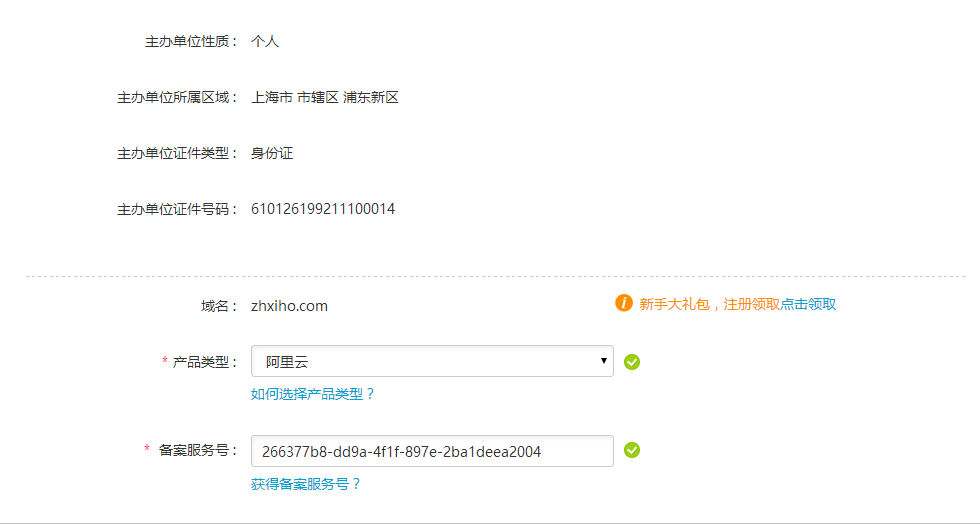 主办单位性质： 个人
主办单位所属区域： 上海市 市辖区 浦东新区
主办单位证件类型： 身份证
主办单位证件号码： 610126199211100014
域名： zhxiho.com 新手大礼包，注册领取点击领取
* 产品类型： 阿里云
如何选择产品类型？
* 备案服务号： 266377b8-dd9a-4f1f-897e-2ba1deea2004
获得备案服务号？